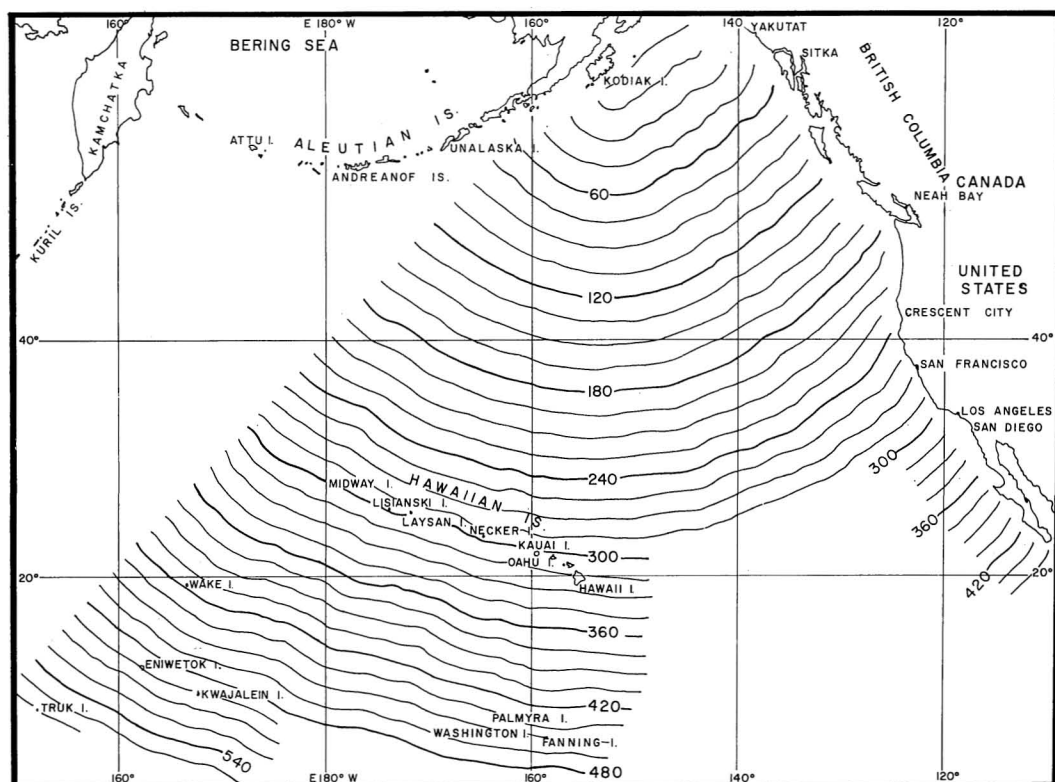 160°
E 180° W
160°
140°
120°
YAKUTAT
BERING SEA
SITKA
KODIAK I.
KAMCHATKA
BRITISH COLUMBIA
ATTU I.
ALEUTIAN IS.
UNALASKA I.
ANDREANOF IS.
CANADA
60
NEAH BAY
KURIL IS.
UNITED
STATES
120
CRESCENT CITY
40°
40°
SAN FRANCISCO
180
LOS ANGELES
SAN DIEGO
300
240
MIDWAY I.
HAWAIIAN IS.
LISIANSKI I.
LAYSAN I.
NECKER I.
360
KAUAI I.
300
OAHU I.
420
20°
20°
WAKE I.
HAWAII I.
360
ENIWETOK I.
KWAJALEIN I.
420
TRUK I.
PALMYRA I.
WASHINGTON I.
FANNING I.
540
480
160°
E 180° W
160°
140°
120°